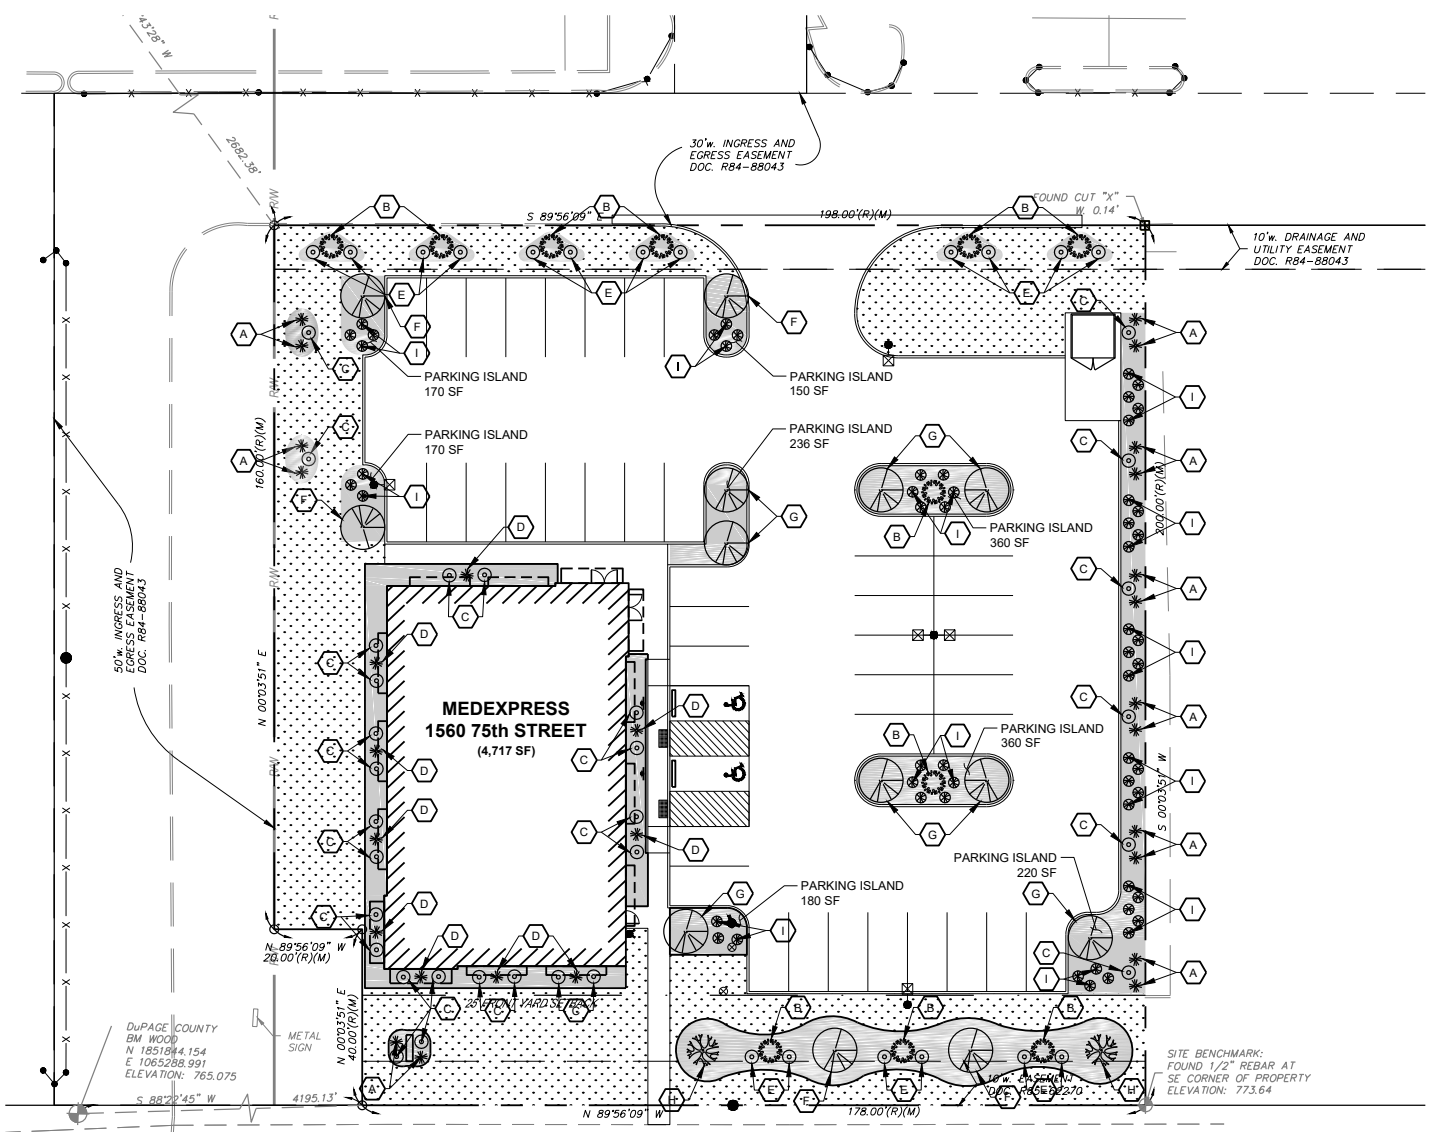 43'28" W
2682.38'
R/W
30'w. INGRESS AND
EGRESS EASEMENT
DOC. R84-88043
S 89°56'09" E
198.00'(R)(M)
FOUND CUT "X"
W. 0.14'
10'w. DRAINAGE AND
UTILITY EASEMENT
DOC. R84-88043
B
B
B
E
E
E
F
F
C
A
A
C
I
I
I
PARKING ISLAND
170 SF
PARKING ISLAND
150 SF
R/W
R/W
160.00'(R)(M)
C
A
PARKING ISLAND
170 SF
PARKING ISLAND
236 SF
G
C
A
F
I
G
B
I
PARKING ISLAND
360 SF
I
200.00'(R)(M)
D
C
C
A
50'w. INGRESS AND
EGRESS EASEMENT
DOC. R84-88043
R/W
N 00°03'51" E
D
C
I
MEDEXPRESS
1560 75th STREET
(4,717 SF)
D
C
A
C
D
C
B
I
PARKING ISLAND
360 SF
I
S 00°03'51" W
R/W
C
D
C
D
G
C
A
PARKING ISLAND
220 SF
D
C
G
PARKING ISLAND
180 SF
G
I
I
D
D
D
N 89°56'09" W
20.00'(R)(M)
R/W
C
I
A
C
C
C
25'FRONT YARD SETBACK
B
B
B
N 00°03'51" E
40.00'(R)(M)
DuPAGE COUNTY
BM WOOD
N 1851844.154
E 1065288.991
ELEVATION: 765.075
METAL
SIGN
A
H
E
F
E
F
E
H
10'w. EASEMENT
DOC. R85-62270
SITE BENCHMARK:
FOUND 1/2" REBAR AT
SE CORNER OF PROPERTY
ELEVATION: 773.64
S 88°22'45" W
4195.13'
N 89°56'09" W
178.00'(R)(M)